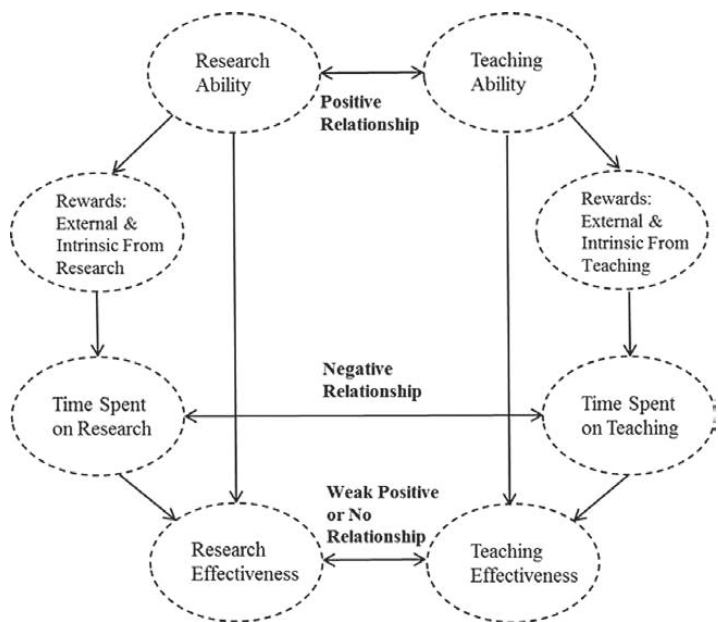 Research
Ability
Teaching
Ability
Positive
Relationship
Rewards:
External &
Intrinsic From
Research
Rewards:
External &
Intrinsic From
Teaching
Negative
Relationship
Time Spent
on Research
Time Spent
on Teaching
Weak Positive
or No
Relationship
Research
Effectiveness
Teaching
Effectiveness